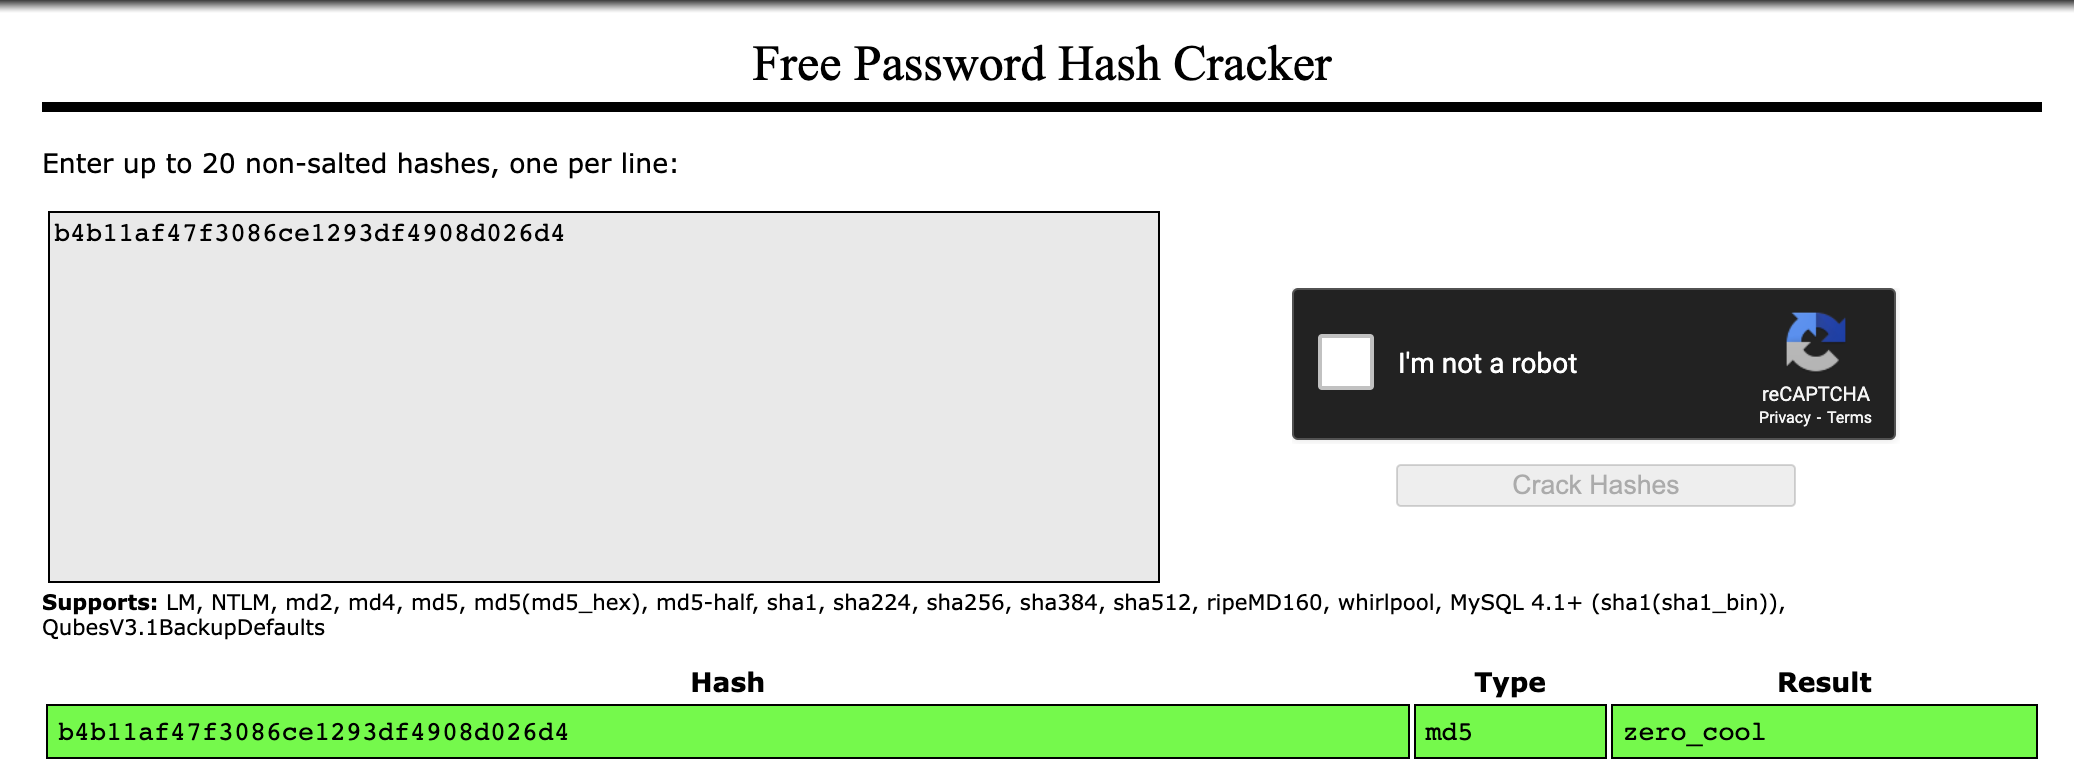 Free Password Hash Cracker
Enter up to 20 non-salted hashes, one per line:
b4b11af47f3086ce1293df4908d026d4
I'm not a robot
reCAPTCHA
Privacy - Terms
Crack Hashes
Supports: LM, NTLM, md2, md4, md5, md5(md5_hex), md5-half, sha1, sha224, sha256, sha384, sha512, ripeMD160, whirlpool, MySQL 4.1+ (sha1(sha1_bin)),
QubesV3.1BackupDefaults
Hash Type Result
b4b11af47f3086ce1293df4908d026d4 md5 zero_cool